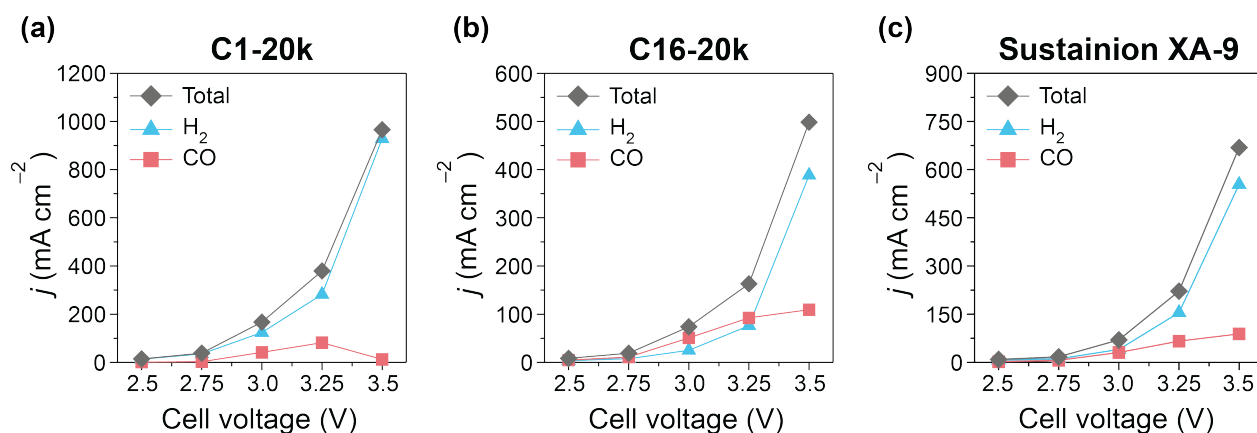 (a)
C1-20k
1200
1000
800
600
400
200
0
j (mA cm⁻²)
Total
H₂
CO
2.5 2.75 3.0 3.25 3.5
Cell voltage (V)
(b)
C16-20k
600
500
400
300
200
100
0
j (mA cm⁻²)
Total
H₂
CO
2.5 2.75 3.0 3.25 3.5
Cell voltage (V)
(c)
Sustainion XA-9
900
750
600
450
300
150
0
j (mA cm⁻²)
Total
H₂
CO
2.5 2.75 3.0 3.25 3.5
Cell voltage (V)